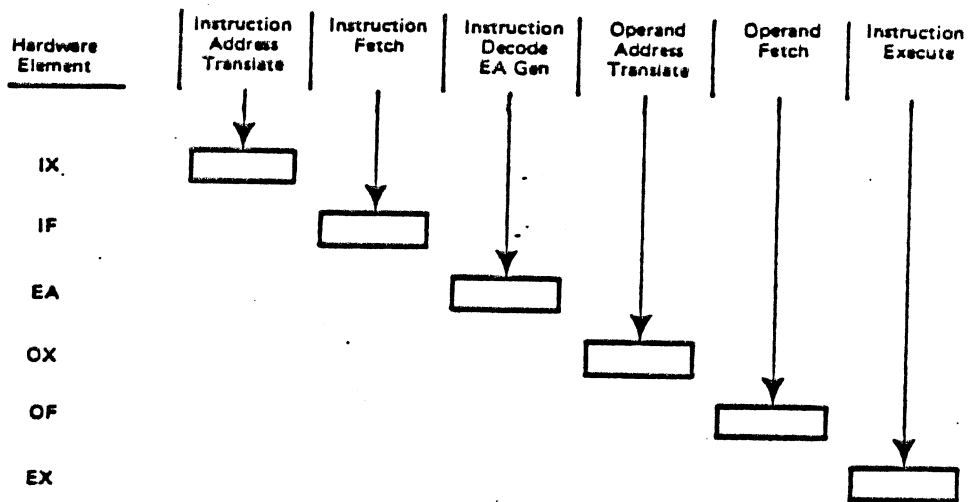 Hardware
Element
Instruction
Address
Translate
Instruction
Fetch
Instruction
Decode
EA Gen
Operand
Address
Translate
Operand
Fetch
Instruction
Execute
IX
IF
EA
OX
OF
EX